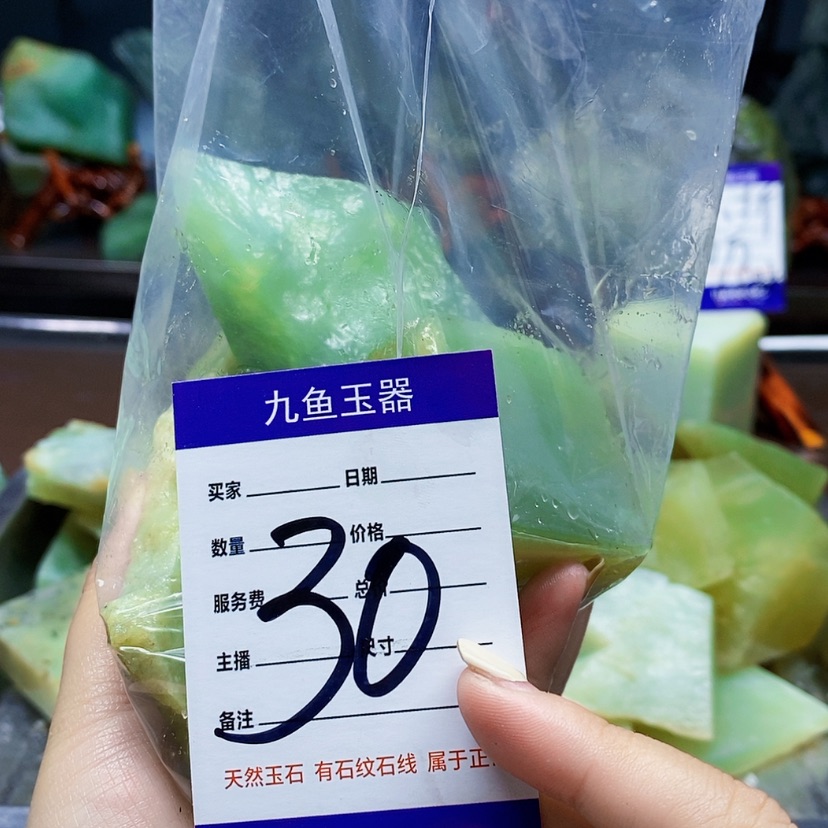 九鱼玉器
买家 日期
数量 价格
服务费 总
主播 尺寸
备注
30
天然玉石 有石纹石线 属于正